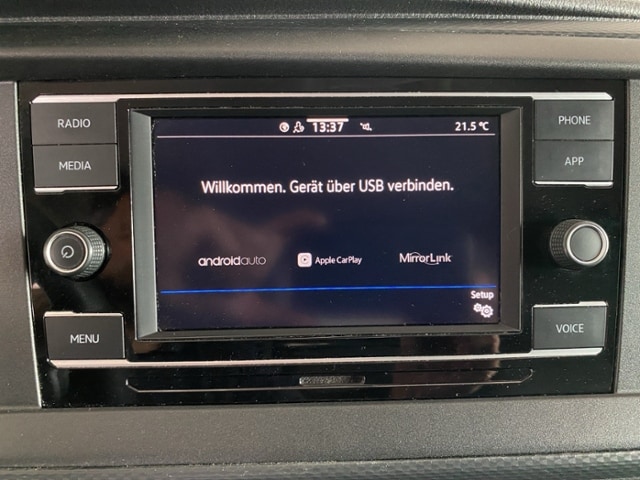 RADIO
MEDIA
MENU
13:37
21.5 °C
Willkommen. Gerät über USB verbinden.
androidauto
Apple CarPlay
MirrorLink
Setup
PHONE
APP
VOICE